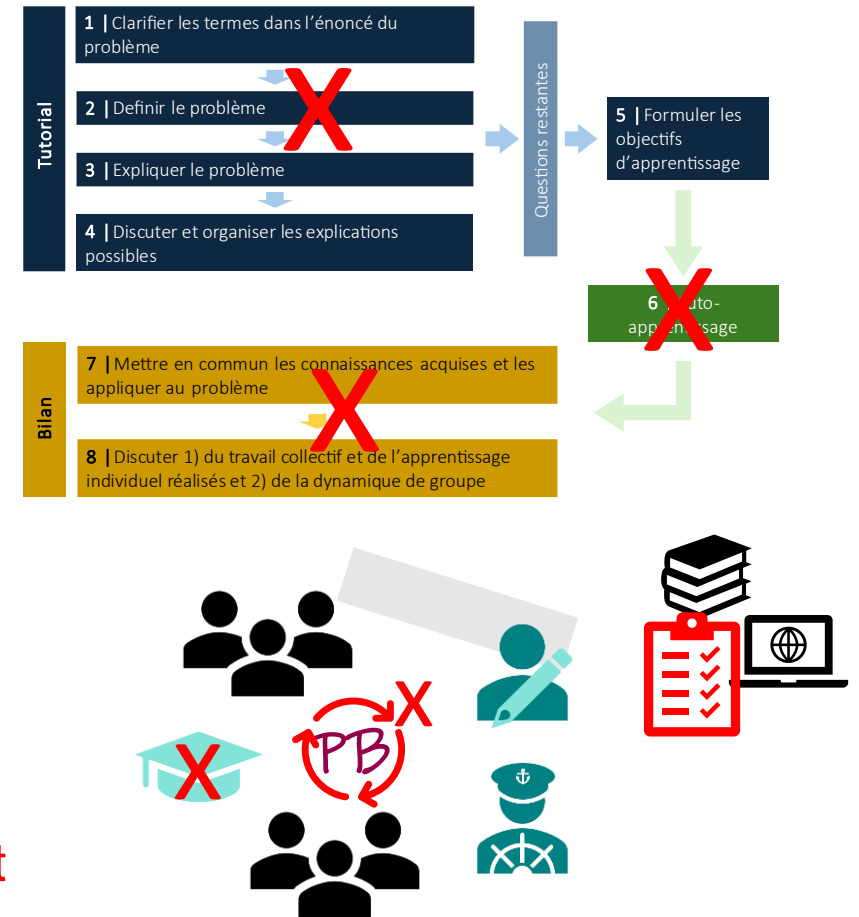 Tutorial
1 | Clarifier les termes dans l'énoncé du
problème
2 | Definir le problème
3 | Expliquer le problème
4 | Discuter et organiser les explications
possibles
Questions restantes
5 | Formuler les
objectifs
d'apprentissage
X
6
X
Bilan
7 | Mettre en commun les connaissances acquises et les
appliquer au problème
X
8 | Discuter 1) du travail collectif et de l'apprentissage
individuel réalisés et 2) de la dynamique de groupe
X
PB
X
t